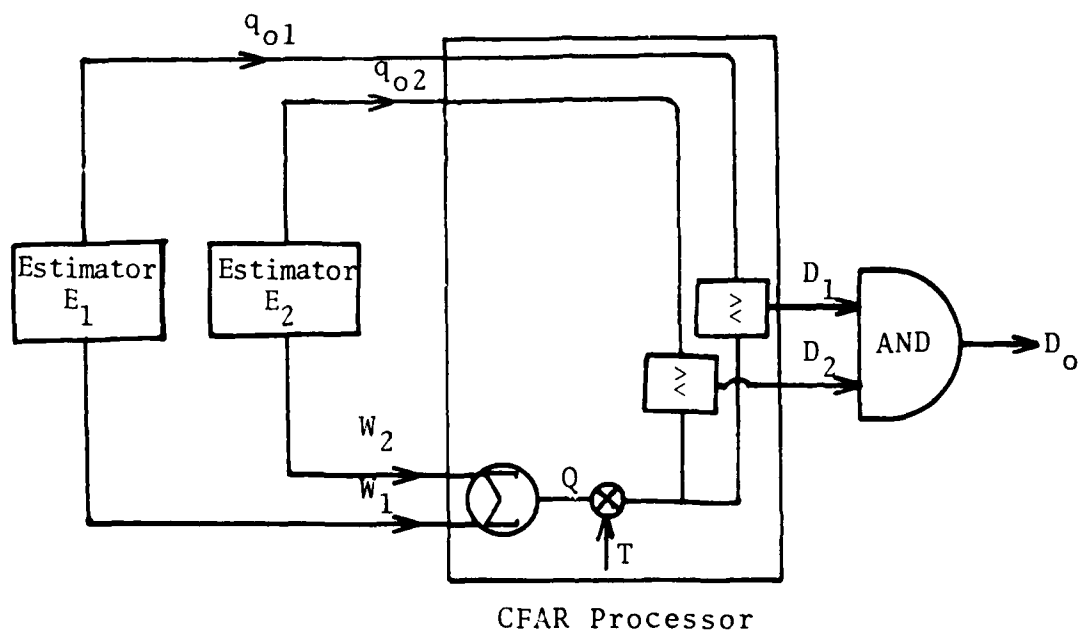 q_o1
q_o2
Estimator
E_1
Estimator
E_2
>
<
D_1
>
<
D_2
AND
D_o
W_2
W_1
Σ
Q
T
CFAR Processor